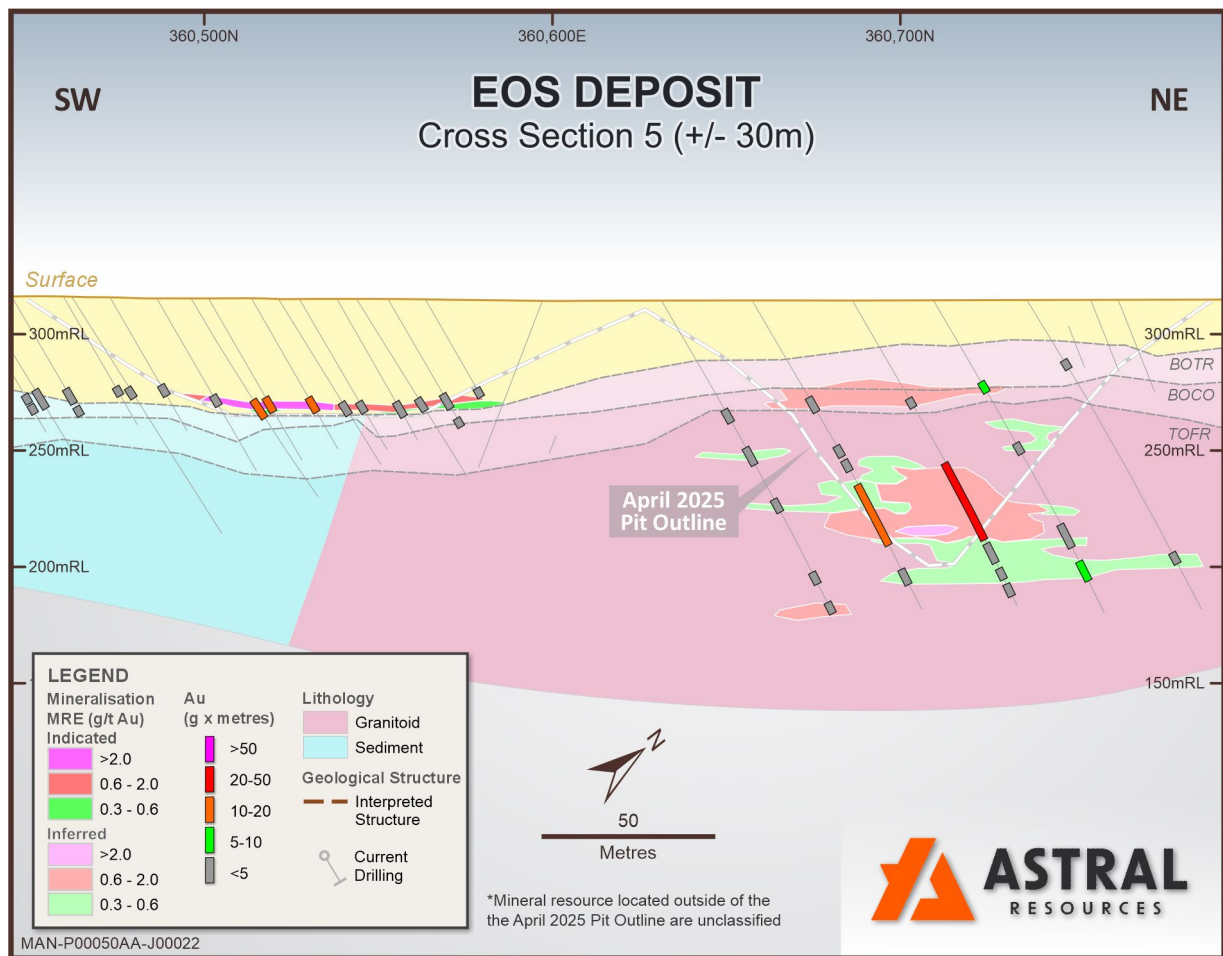 360,500N
360,600E
360,700N
SW
EOS DEPOSIT
NE
Cross Section 5 (+/- 30m)
Surface
300mRL
300mRL
BOTR
BOCO
TOFR
250mRL
250mRL
April 2025
Pit Outline
200mRL
200mRL
150mRL
LEGEND
Mineralisation
MRE (g/t Au)
Indicated
>2.0
0.6 - 2.0
0.3 - 0.6
Inferred
>2.0
0.6 - 2.0
0.3 - 0.6
Au
(g x metres)
>50
20-50
10-20
5-10
<5
Lithology
Granitoid
Sediment
Geological Structure
Interpreted
Structure
Current
Drilling
N
50
Metres
*Mineral resource located outside of the
the April 2025 Pit Outline are unclassified
ASTRAL
RESOURCES
MAN-P00050AA-J00022